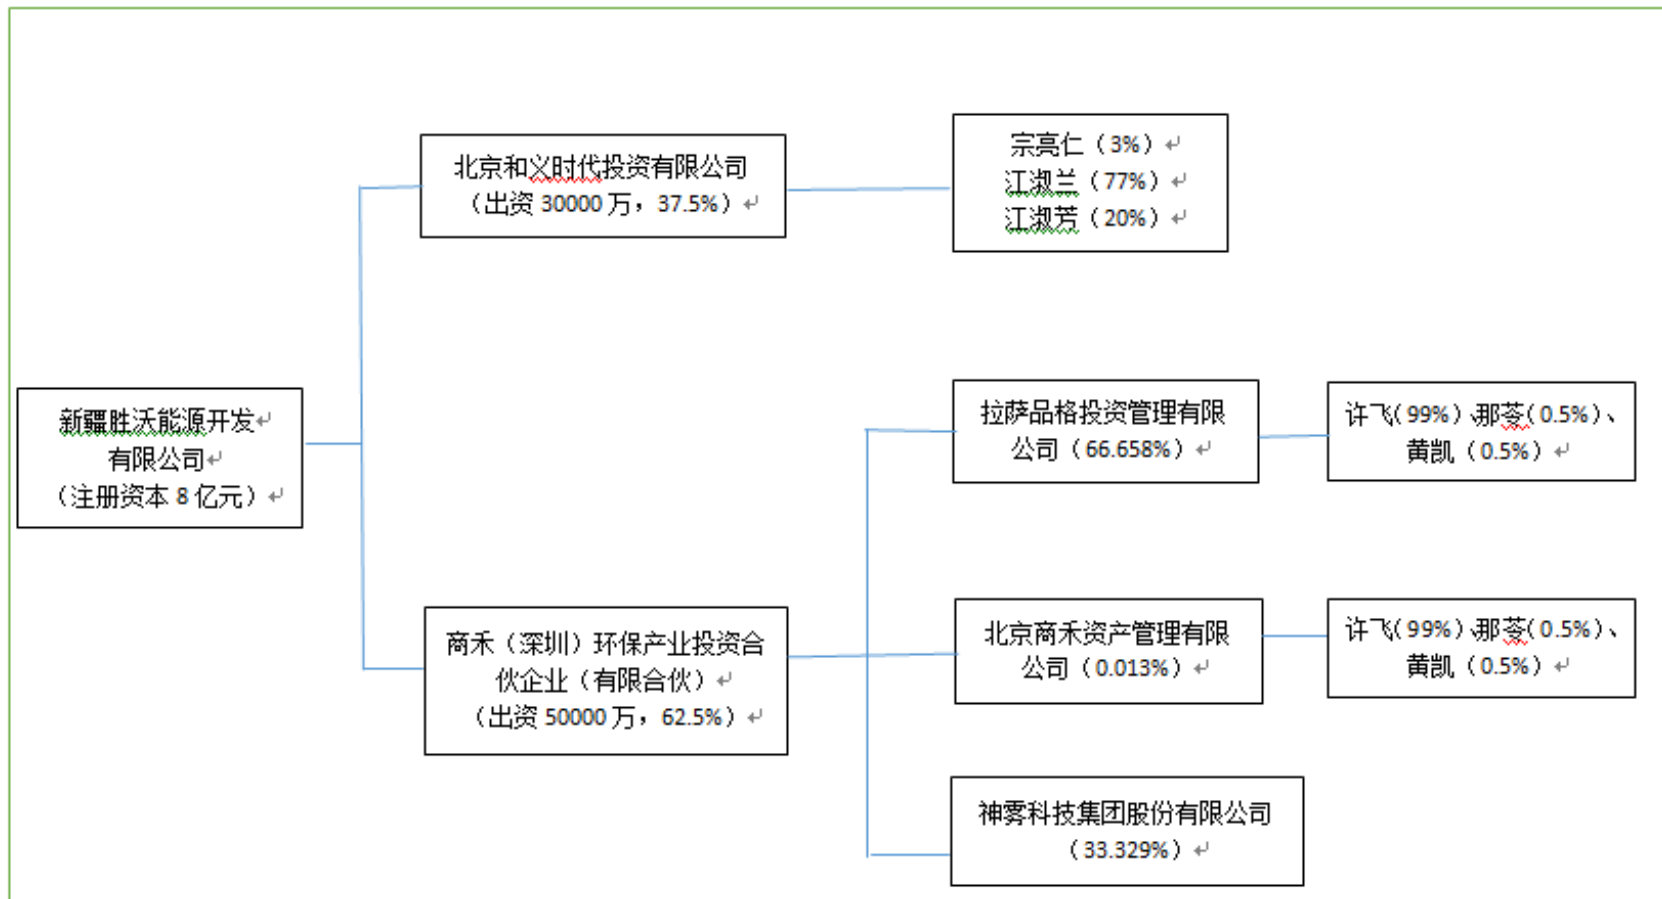 北京和义时代投资有限公司
（出资 30000 万，37.5%）
宗亮仁（3%）
江淑兰（77%）
江淑芳（20%）
新疆胜沃能源开发
有限公司
（注册资本 8 亿元）
拉萨品格投资管理有限
公司（66.658%）
许飞(99%)、那苓(0.5%)、
黄凯（0.5%）
商禾（深圳）环保产业投资合
伙企业（有限合伙）
（出资 50000 万，62.5%）
北京商禾资产管理有限
公司（0.013%）
许飞(99%)、那苓(0.5%)、
黄凯（0.5%）
神雾科技集团股份有限公司
（33.329%）